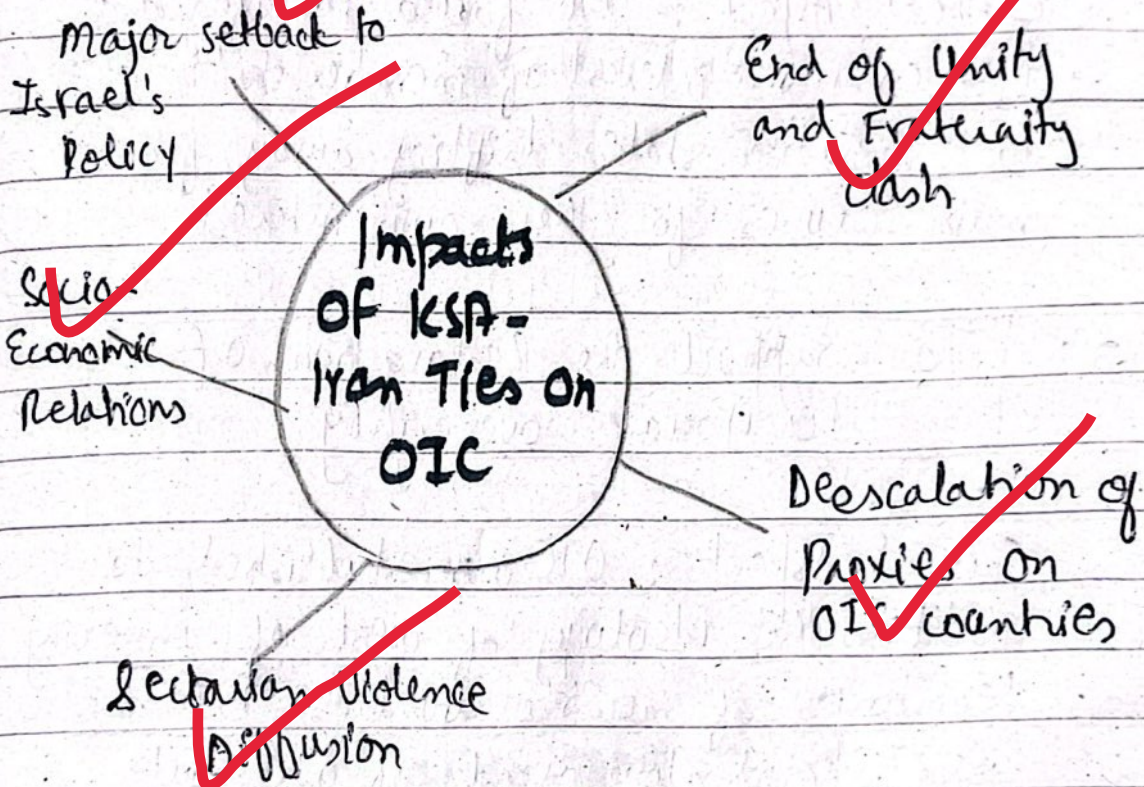 Major setback to
Israel's
Policy
End of Unity
and Fraternity
clash
Impacts
Of KSA-
Iran Ties On
OIC
Socio-
Economic
Relations
Deescalation of
Proxies on
OIC countries
Sectarian Violence
Diffusion